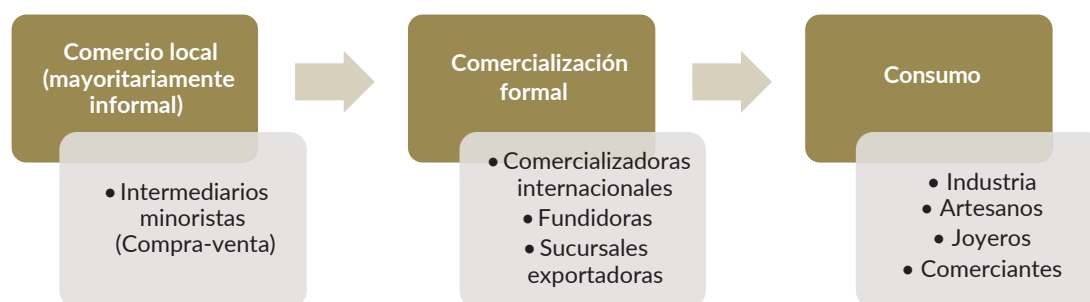 Comercio local
(mayoritariamente
informal)
• Intermediarios
minoristas
(Compra-venta)
Comercialización
formal
• Comercializadoras
internacionales
• Fundidoras
• Sucursales
exportadoras
Consumo
• Industria
• Artesanos
• Joyeros
• Comerciantes